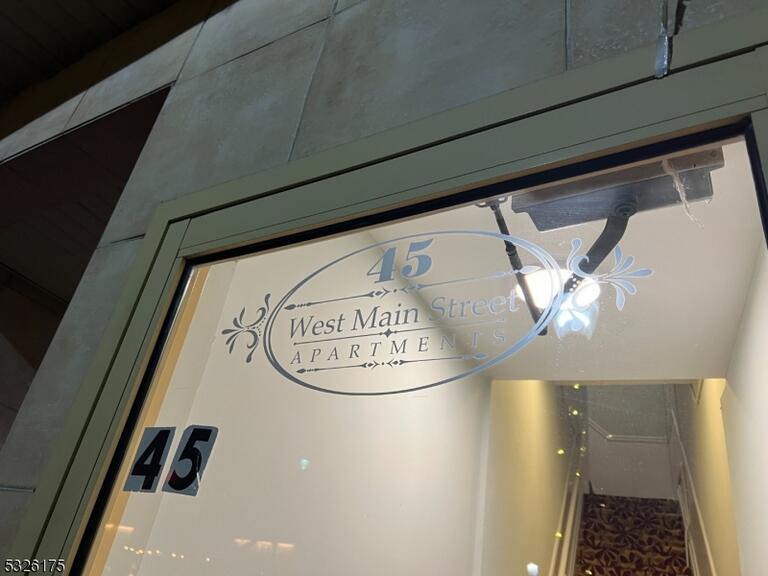 45
West Main Street
APARTMENTS
45
5326175